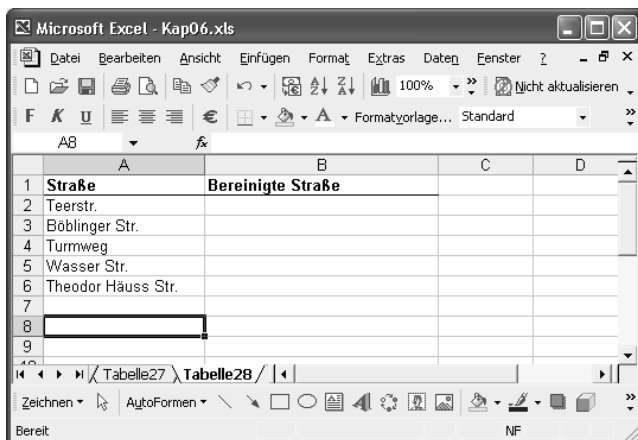 Microsoft Excel - Kap06.xls
Datei Bearbeiten Ansicht Einfügen Format Extras Daten Fenster ?
100% Nicht aktualisieren
F K U € A Formatvorlage... Standard
A8 fx
A B C D
1 Straße Bereinigte Straße
2 Teerstr.
3 Böblinger Str.
4 Turmweg
5 Wasser Str.
6 Theodor Häuss Str.
7
8
9
Tabelle27 Tabelle28
Zeichnen AutoFormen
Bereit NF